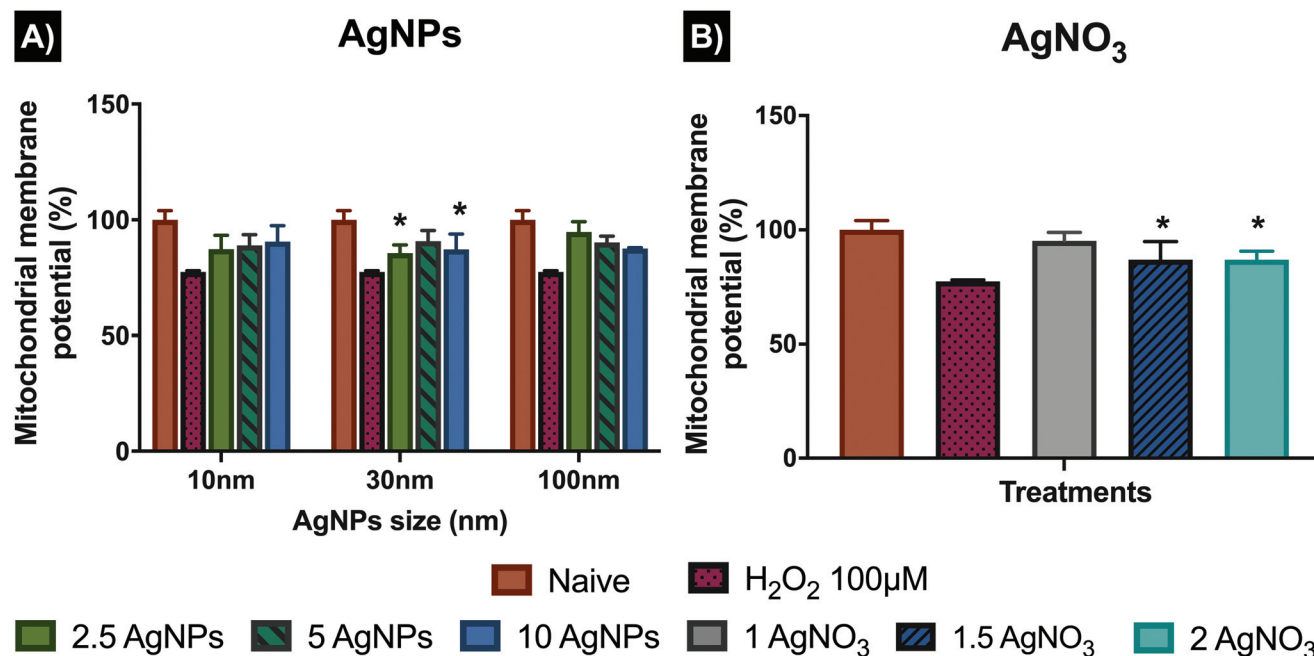 A)
AgNPs
Mitochondrial membrane
potential (%)
150
100
50
0
* *
10nm 30nm 100nm
AgNPs size (nm)
B)
AgNO₃
Mitochondrial membrane
potential (%)
150
100
50
0
* *
Treatments
Naive H₂O₂ 100µM
2.5 AgNPs 5 AgNPs 10 AgNPs 1 AgNO₃ 1.5 AgNO₃ 2 AgNO₃